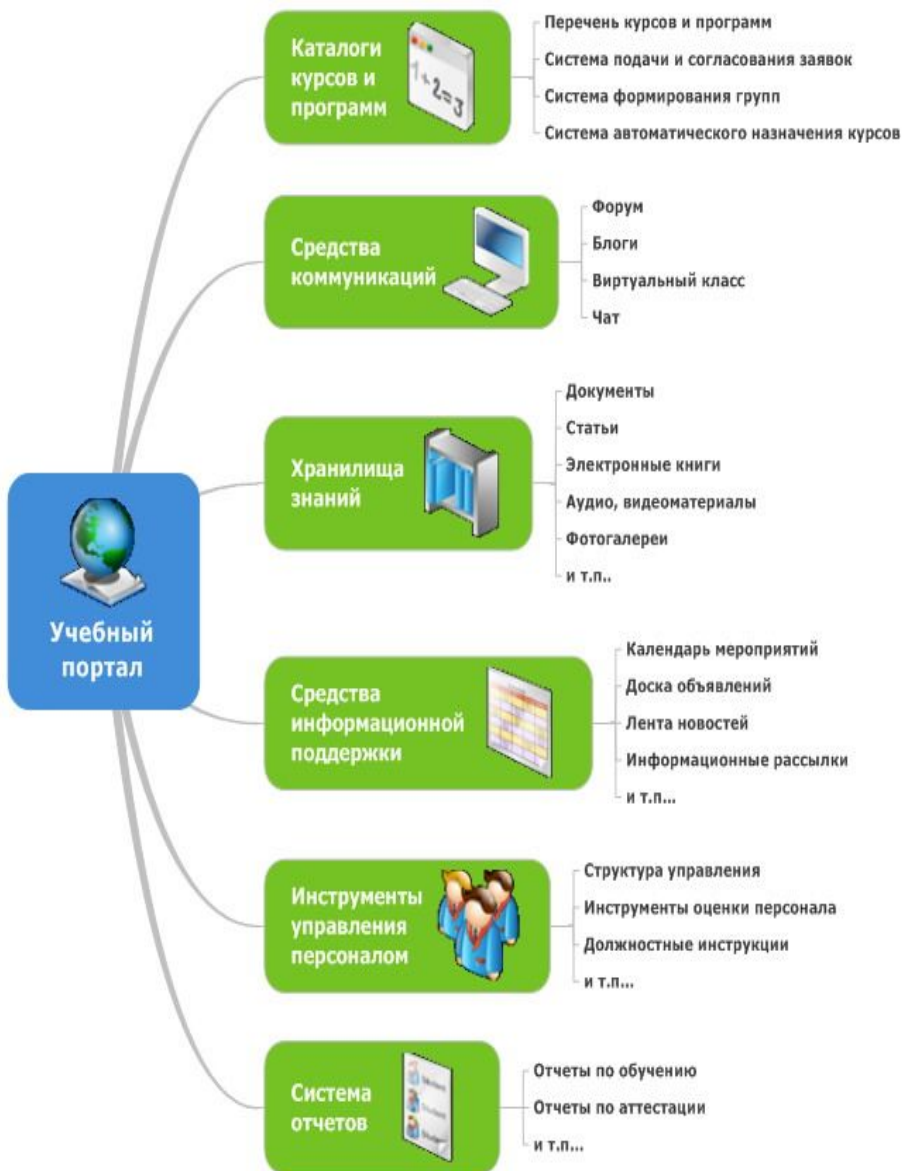 Каталоги
курсов и
программ
1+2=3
Перечень курсов и программ
Система подачи и согласования заявок
Система формирования групп
Система автоматического назначения курсов
Средства
коммуникаций
Форум
Блоги
Виртуальный класс
Чат
Хранилища
знаний
Документы
Статьи
Электронные книги
Аудио, видеоматериалы
Фотогалереи
и т.п..
Учебный
портал
Средства
информационной
поддержки
Календарь мероприятий
Доска объявлений
Лента новостей
Информационные рассылки
и т.п...
Инструменты
управления
персоналом
Структура управления
Инструменты оценки персонала
Должностные инструкции
и т.п...
Система
отчетов
Отчеты по обучению
Отчеты по аттестации
и т.п...